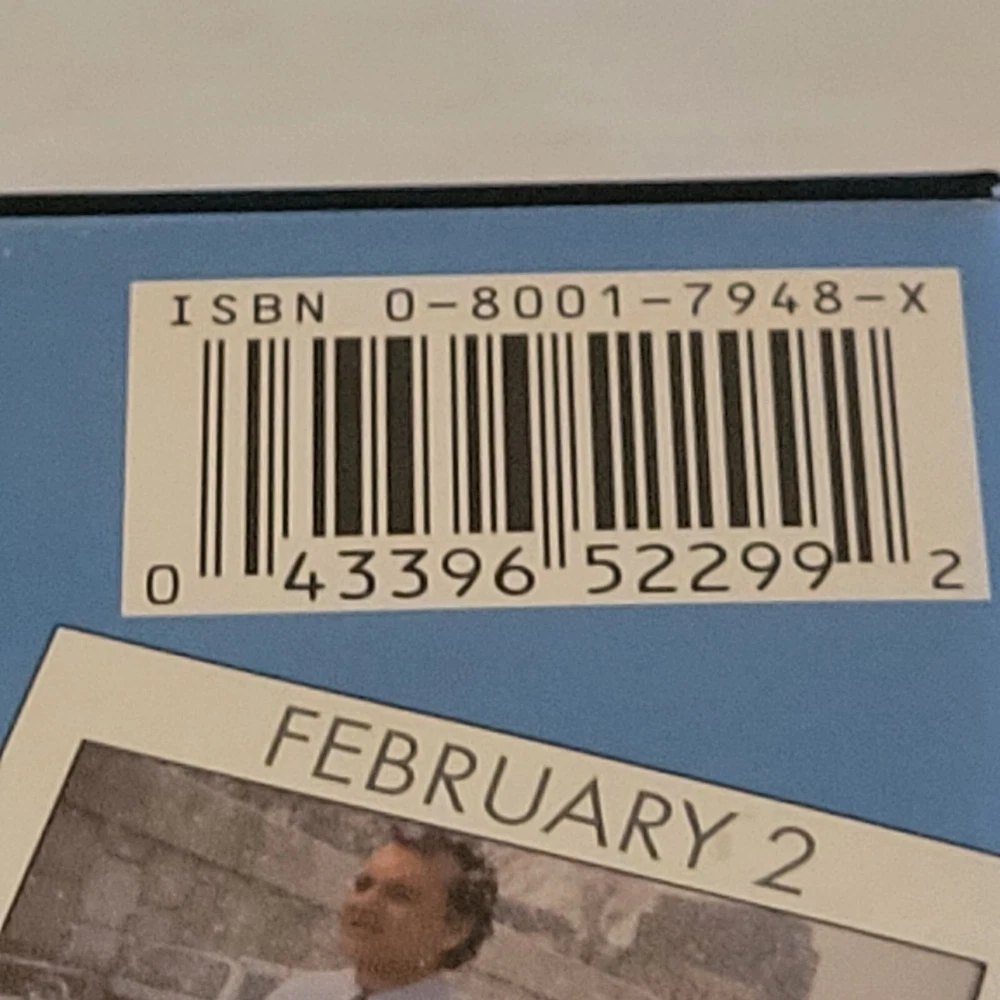 ISBN 0-8001-7948-X
0 43396 52299 2
FEBRUARY 2